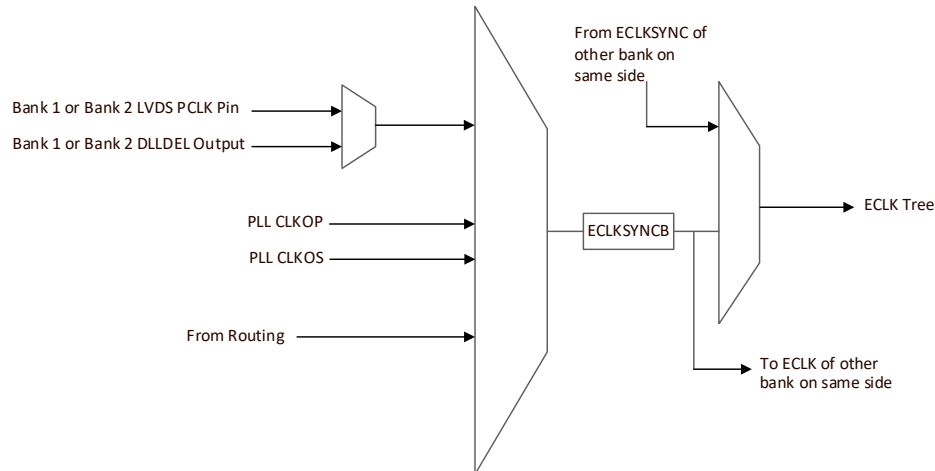 From ECLKSYNC of
other bank on
same side
Bank 1 or Bank 2 LVDS PCLK Pin
Bank 1 or Bank 2 DLLDEL Output
PLL CLKOP
PLL CLKOS
From Routing
ECLKSYNCB
ECLK Tree
To ECLK of other
bank on same side